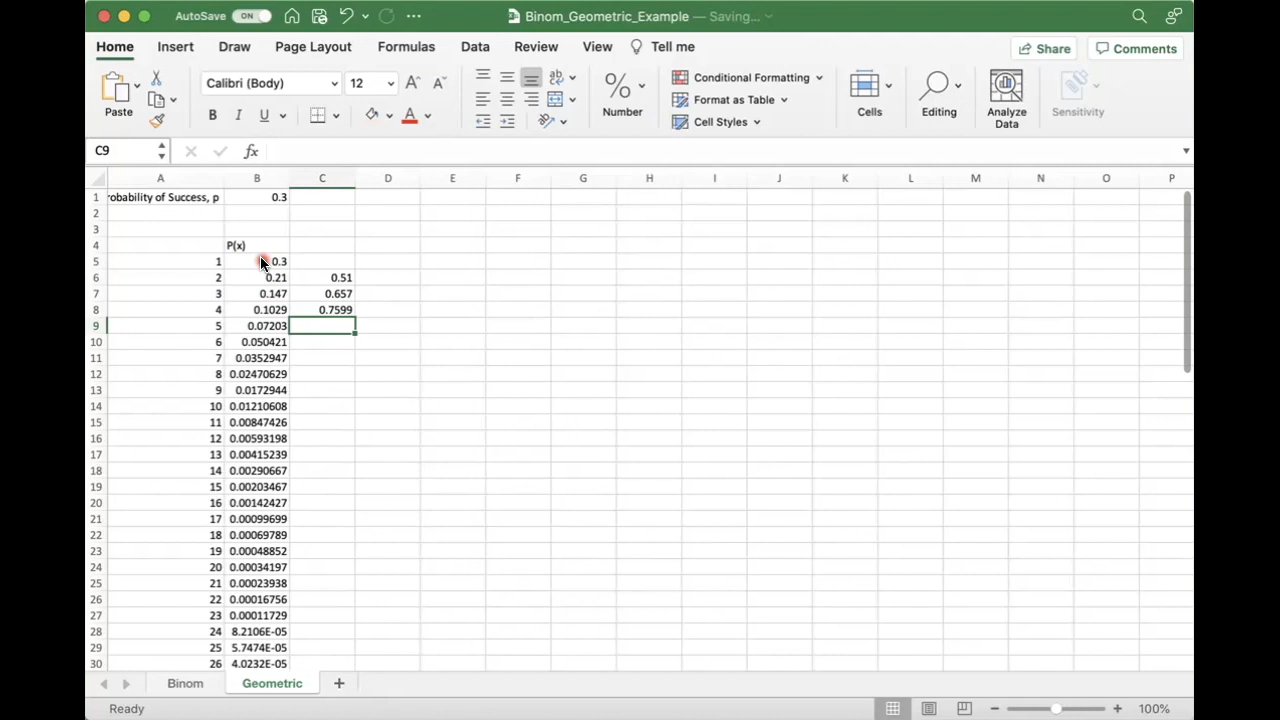 AutoSave ON Binom_Geometric_Example — Saving...
Home Insert Draw Page Layout Formulas Data Review View Tell me Share Comments
Paste Calibri (Body) 12 B I U A Number Conditional Formatting Format as Table Cell Styles Cells Editing Analyze Data Sensitivity
C9 fx
A B C D E F G H I J K L M N O P
1 robability of Success, p 0.3
2
3
4 P(x)
5 1 0.3
6 2 0.21 0.51
7 3 0.147 0.657
8 4 0.1029 0.7599
9 5 0.07203
10 6 0.050421
11 7 0.0352947
12 8 0.02470629
13 9 0.0172944
14 10 0.01210608
15 11 0.00847426
16 12 0.00593198
17 13 0.00415239
18 14 0.00290667
19 15 0.00203467
20 16 0.00142427
21 17 0.00099699
22 18 0.00069789
23 19 0.00048852
24 20 0.00034197
25 21 0.00023938
26 22 0.00016756
27 23 0.00011729
28 24 8.2106E-05
29 25 5.7474E-05
30 26 4.0232E-05
Binom Geometric
Ready 100%